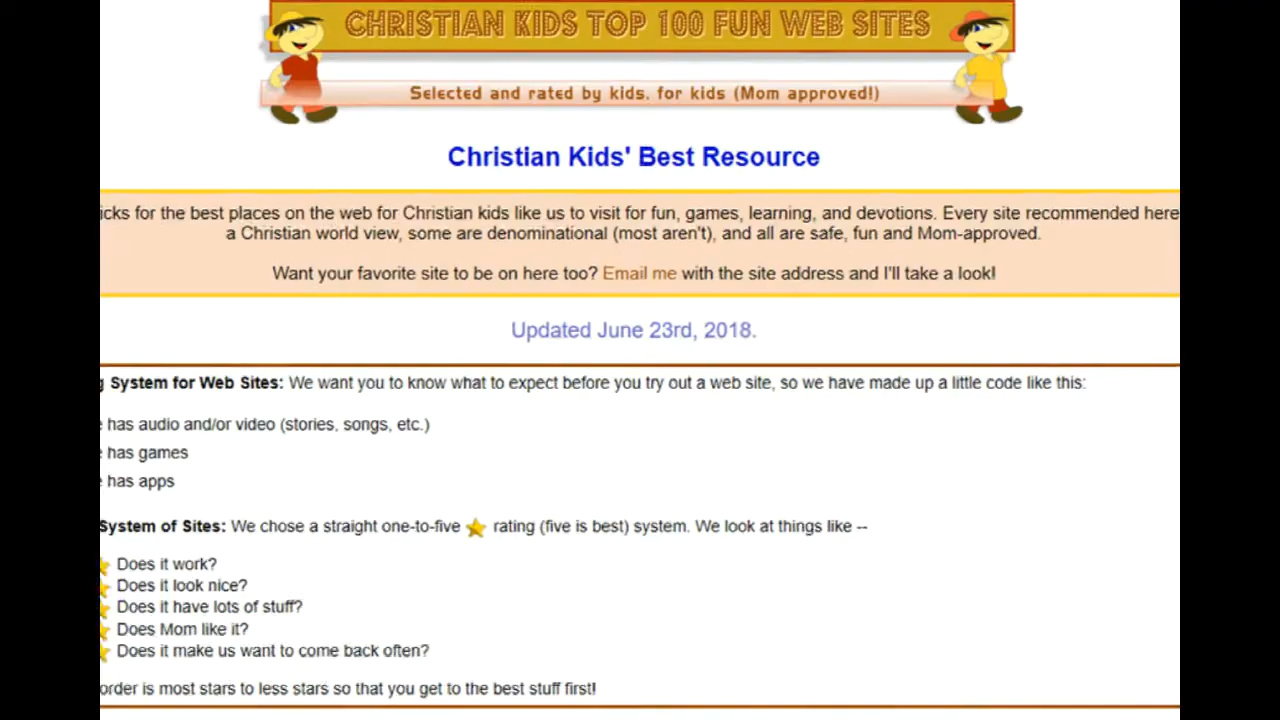 CHRISTIAN KIDS TOP 100 FUN WEB SITES
Selected and rated by kids, for kids (Mom approved!)
Christian Kids' Best Resource
icks for the best places on the web for Christian kids like us to visit for fun, games, learning, and devotions. Every site recommended here
a Christian world view, some are denominational (most aren't), and all are safe, fun and Mom-approved.
Want your favorite site to be on here too? Email me with the site address and I'll take a look!
Updated June 23rd, 2018.
g System for Web Sites: We want you to know what to expect before you try out a web site, so we have made up a little code like this:
e has audio and/or video (stories, songs, etc.)
e has games
e has apps
System of Sites: We chose a straight one-to-five rating (five is best) system. We look at things like --
Does it work?
Does it look nice?
Does it have lots of stuff?
Does Mom like it?
Does it make us want to come back often?
order is most stars to less stars so that you get to the best stuff first!